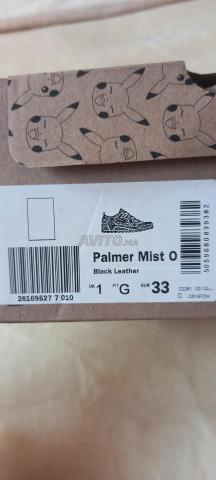 AVITO.ma
Palmer Mist O
Black Leather
UK 1 FIT G EUR 33
26169527 7 010
5059680839382